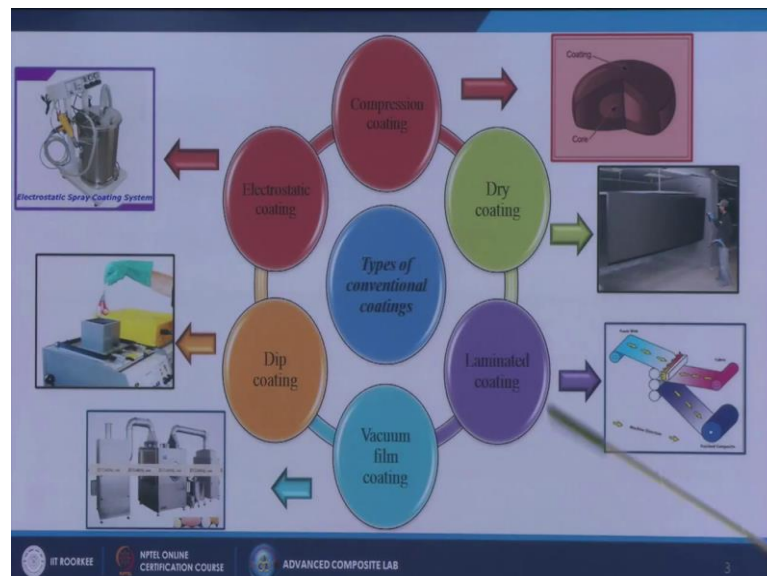 Compression
coating
Coating
Core
Electrostatic Spray Coating System
Electrostatic
coating
Dry
coating
Types of
conventional
coatings
Dip
coating
Laminated
coating
Vacuum
film
coating
IIT ROORKEE
NPTEL ONLINE
CERTIFICATION COURSE
ADVANCED COMPOSITE LAB
3